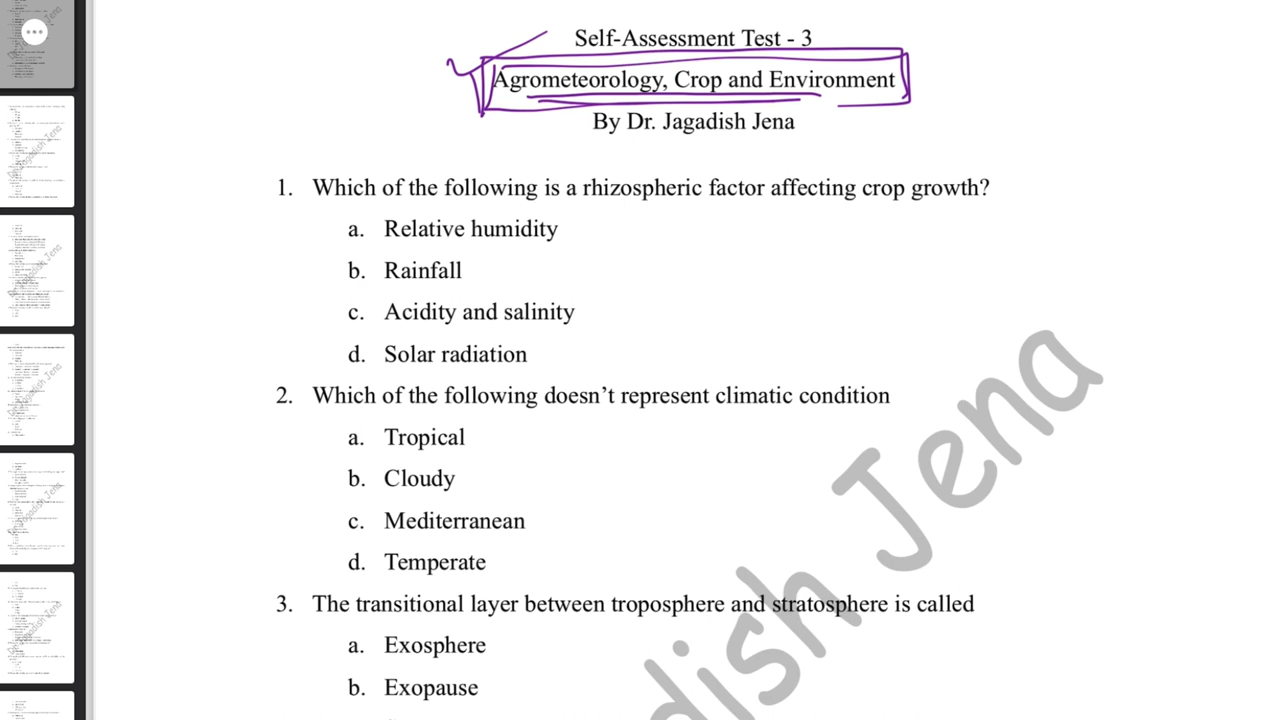 Self-Assessment Test - 3
Agrometeorology, Crop and Environment
By Dr. Jagadish Jena
1. Which of the following is a rhizospheric factor affecting crop growth?
a. Relative humidity
b. Rainfall
c. Acidity and salinity
d. Solar radiation
2. Which of the following doesn’t represent climatic condition
a. Tropical
b. Cloudy
c. Mediterranean
d. Temperate
3. The transitional layer between troposphere and stratosphere is called
a. Exosphere
b. Exopause
dish Jena